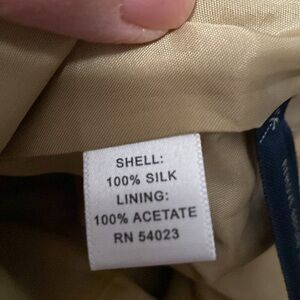 SHELL:
100% SILK
LINING:
100% ACETATE
RN 54023